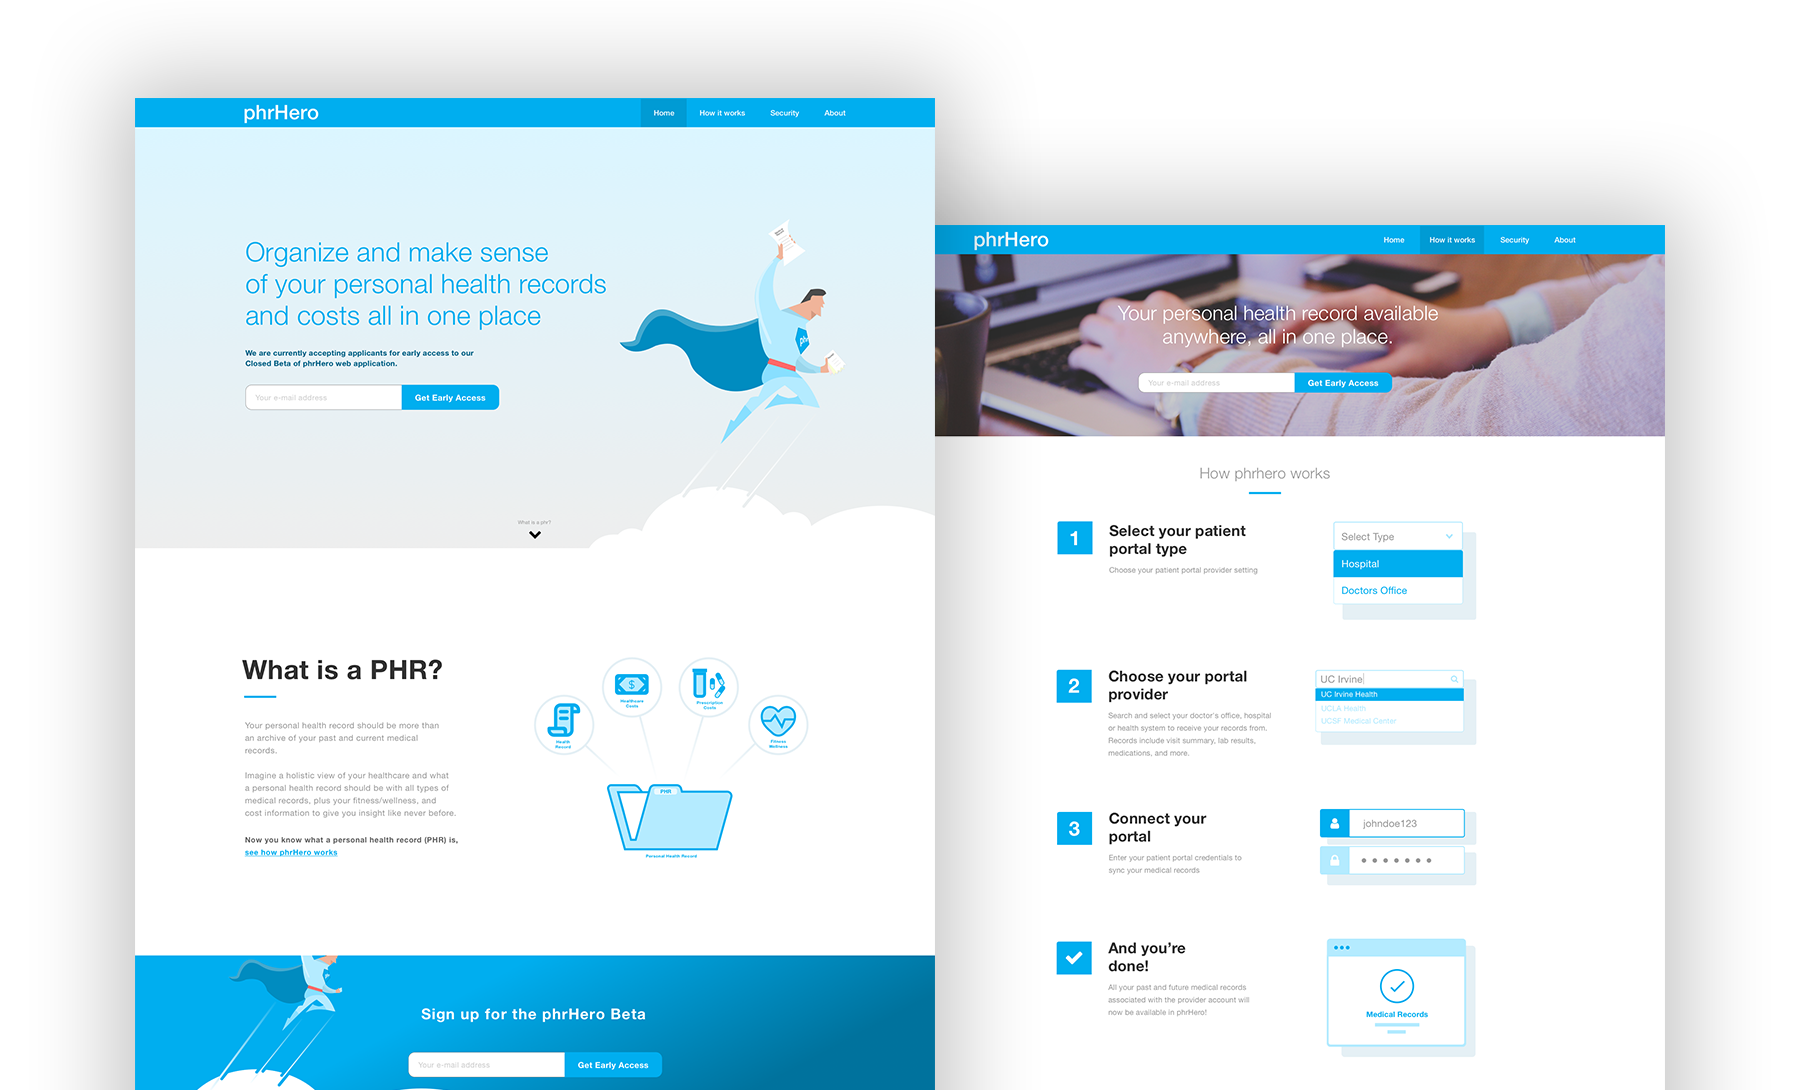 phrHero
Home
How it works
Security
About
Organize and make sense
of your personal health records
and costs all in one place
We are currently accepting applicants for early access to our
Closed Beta of phrHero web application.
Your e-mail address
Get Early Access
What is a phr?
What is a PHR?
Your personal health record should be more than
an archive of your past and current medical
records.
Imagine a holistic view of your healthcare and what
a personal health record should be with all types of
medical records, plus your fitness/wellness, and
cost information to give you insight like never before.
Now you know what a personal health record (PHR) is,
see how phrHero works
Health
Record
Healthcare
Costs
Prescription
Costs
Fitness
Wellness
PHR
Personal Health Record
Sign up for the phrHero Beta
Your e-mail address
Get Early Access
phrHero
Home
How it works
Security
About
Your personal health record available
anywhere, all in one place.
Your e-mail address
Get Early Access
How phrhero works
1
Select your patient
portal type
Choose your patient portal provider setting
Select Type
Hospital
Doctors Office
2
Choose your portal
provider
Search and select your doctor's office, hospital
or health system to receive your records from.
Records include visit summary, lab results,
medications, and more.
UC Irvine
UC Irvine Health
UCLA Health
UCSF Medical Center
3
Connect your
portal
Enter your patient portal credentials to
sync your medical records
johndoe123
And you're
done!
All your past and future medical records
associated with the provider account will
now be available in phrHero!
Medical Records